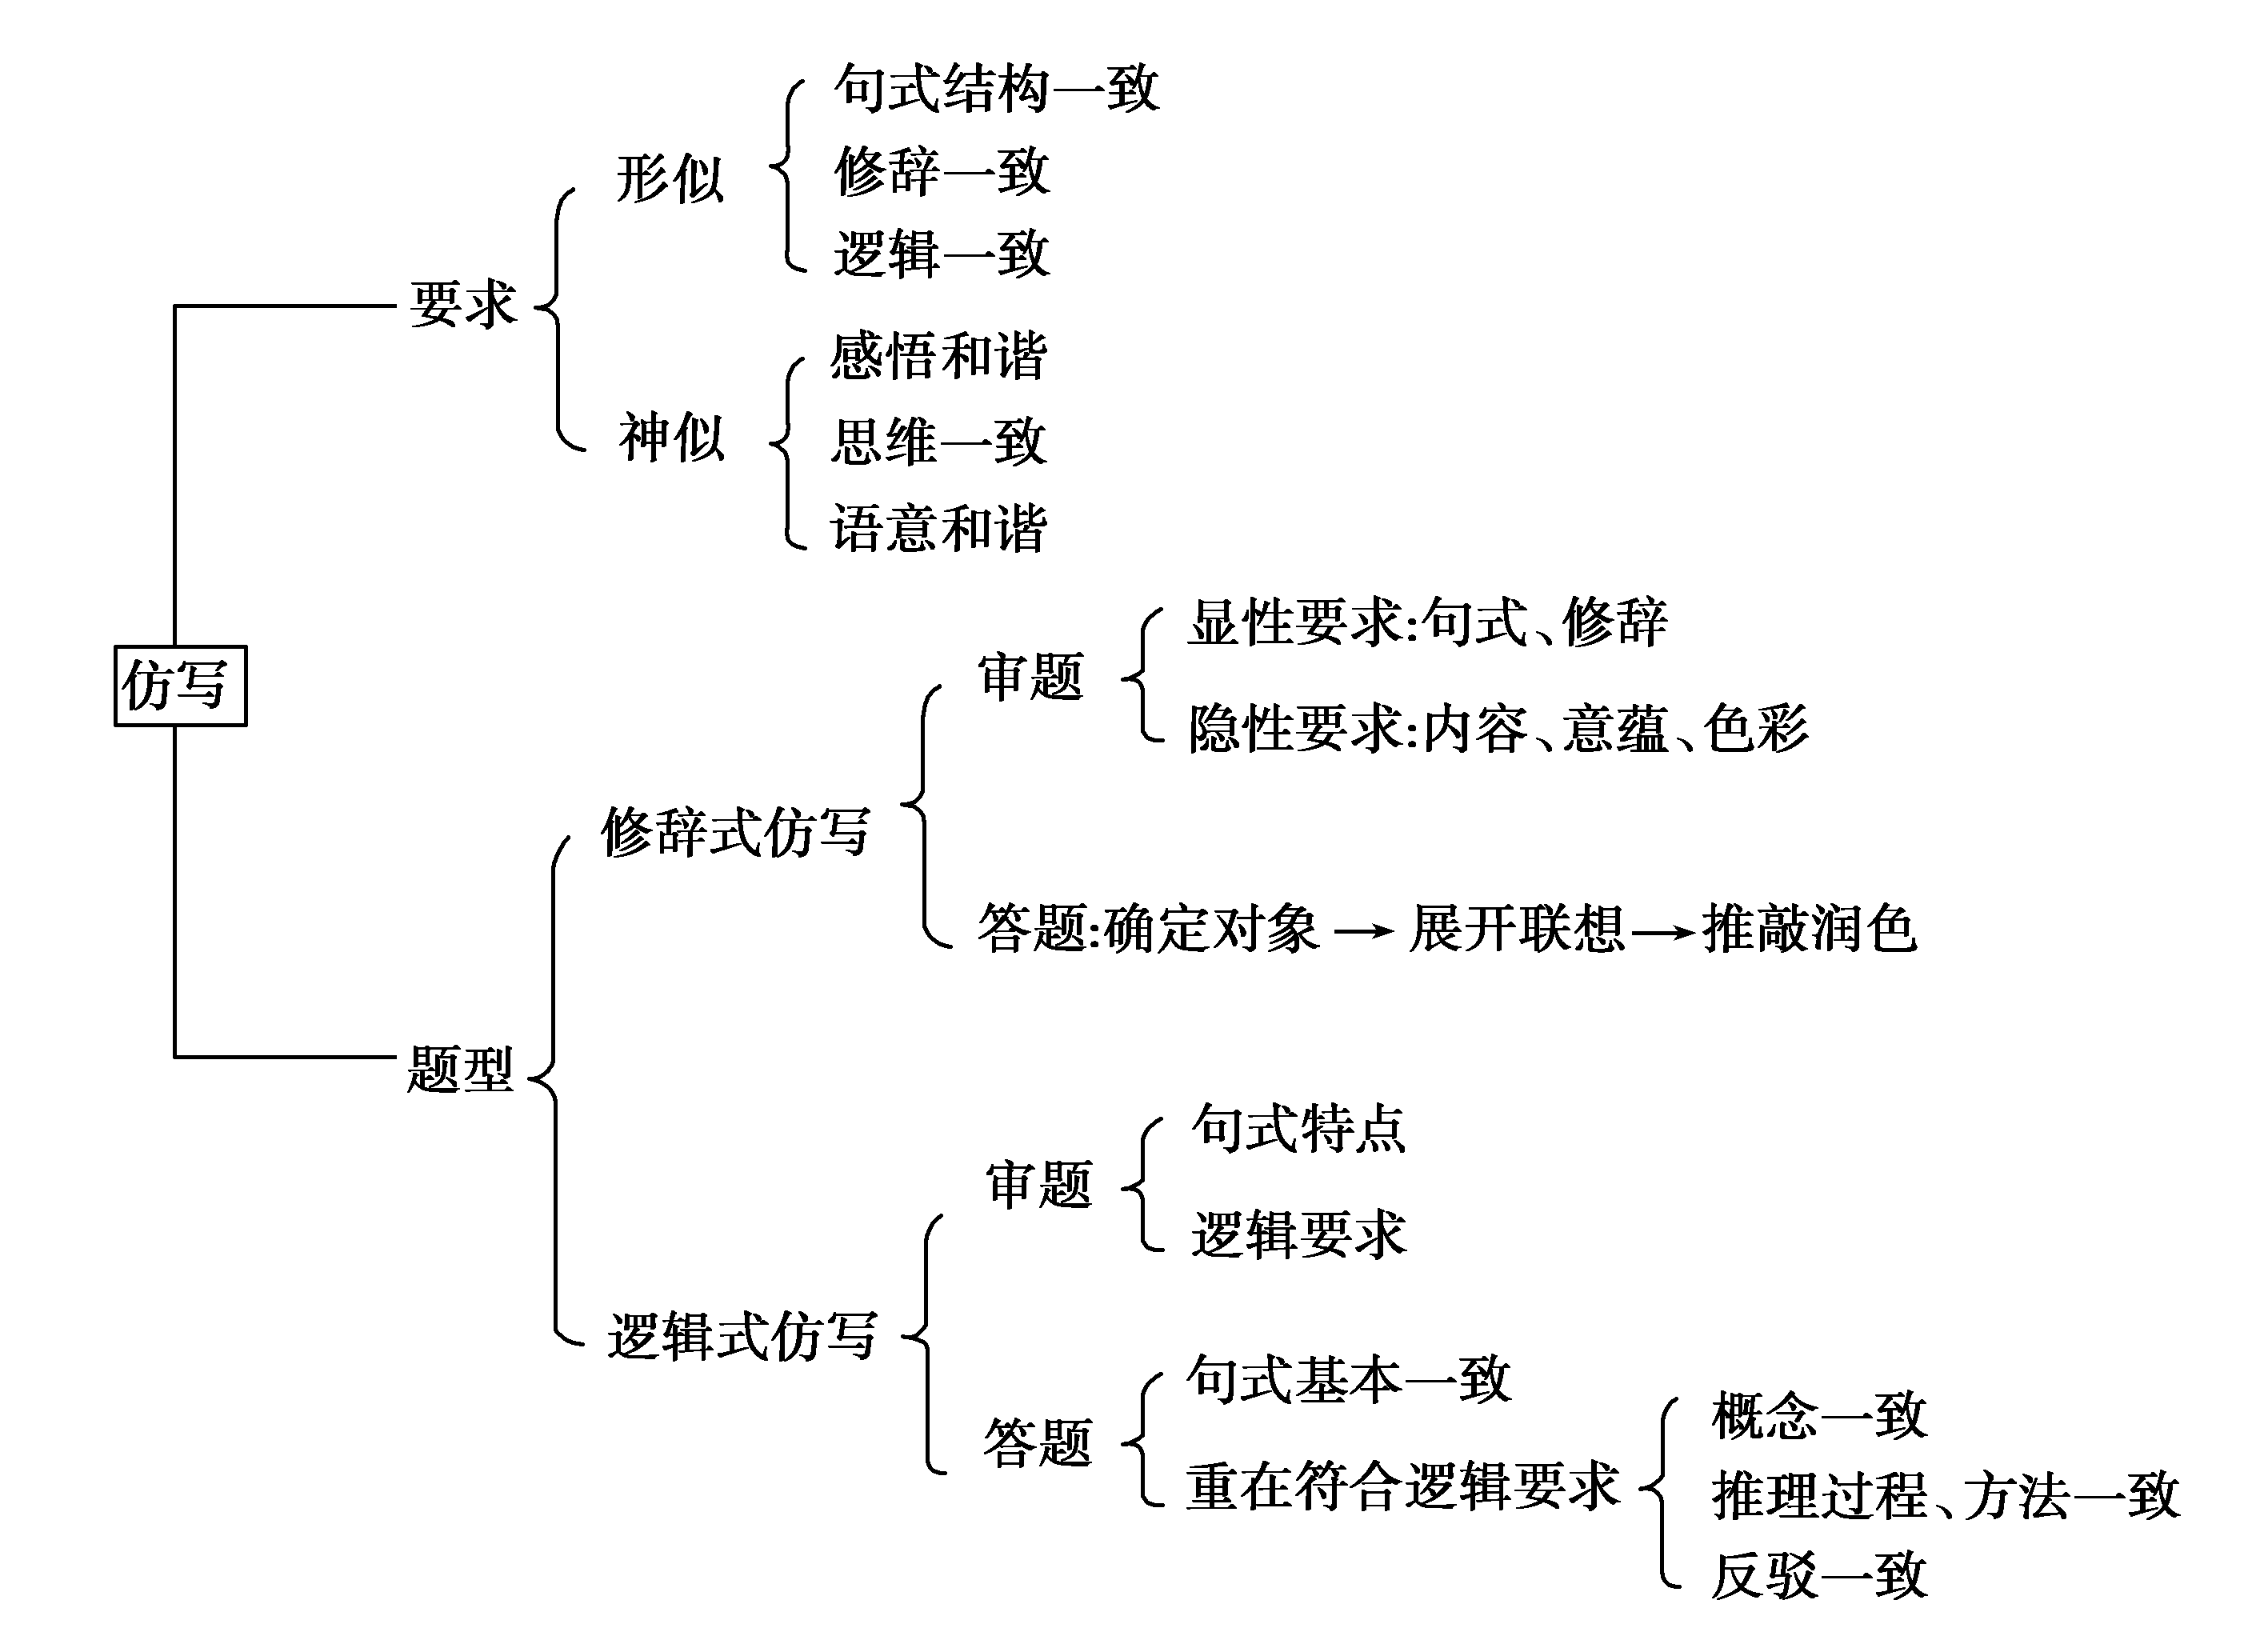 句式结构一致
形似
修辞一致
逻辑一致
要求
感悟和谐
神似
思维一致
语意和谐
仿写
显性要求:句式、修辞
审题
隐性要求:内容、意蕴、色彩
修辞式仿写
答题:确定对象→展开联想→推敲润色
题型
句式特点
审题
逻辑要求
逻辑式仿写
句式基本一致
答题
重在符合逻辑要求
概念一致
推理过程、方法一致
反驳一致